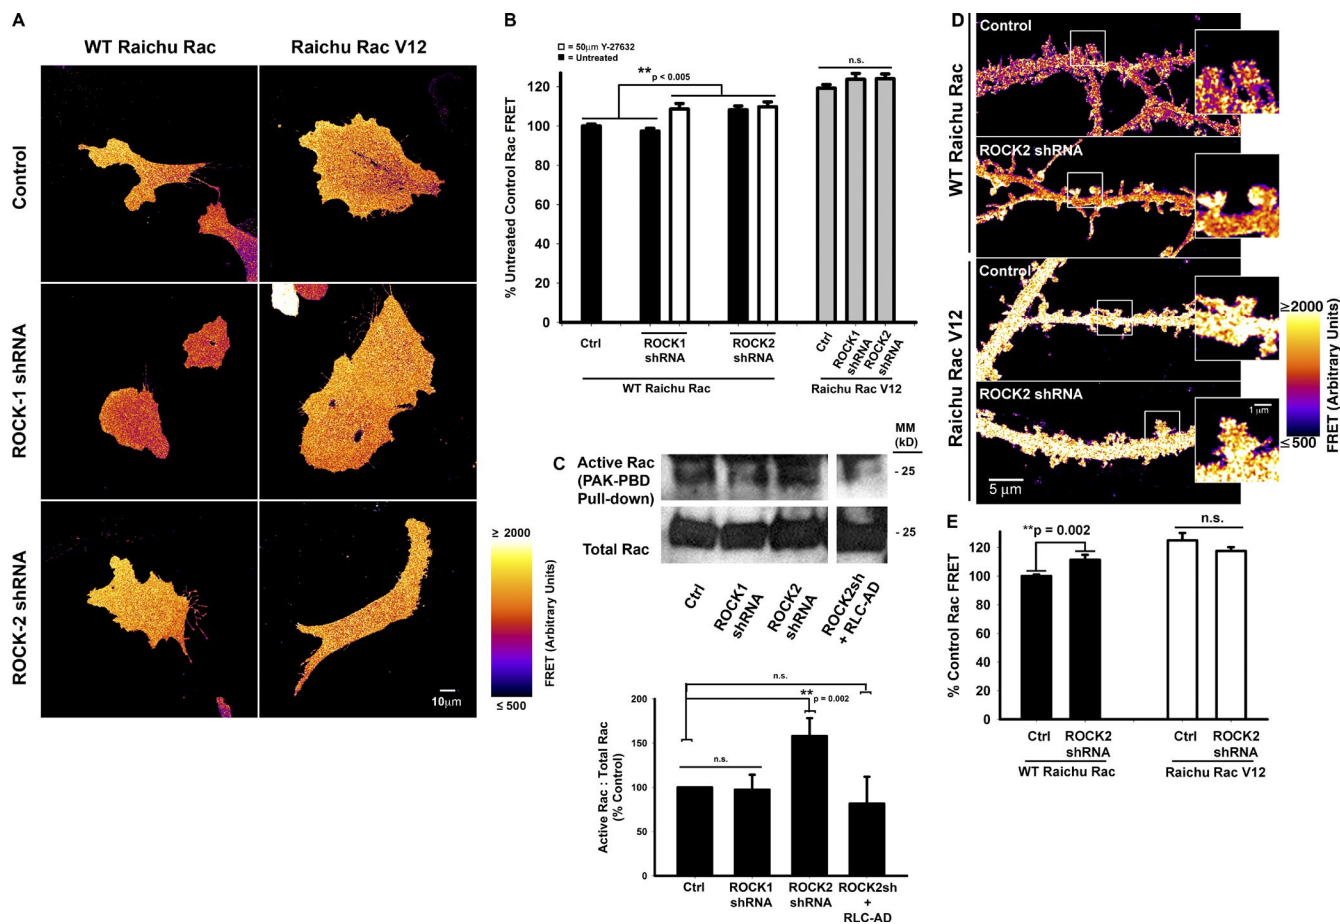 A
WT Raichu Rac
Raichu Rac V12
Control
ROCK-1 shRNA
ROCK-2 shRNA
10μm
≥ 2000
FRET (Arbitrary Units)
≤ 500
B
= 50μm Y-27632
= Untreated
**
p < 0.005
n.s.
% Untreated Control Rac FRET
120
100
80
60
40
20
0
Ctrl
ROCK1
shRNA
ROCK2
shRNA
WT Raichu Rac
Ctrl
ROCK1
shRNA
ROCK2
shRNA
Raichu Rac V12
C
Active Rac
(PAK-PBD
Pull-down)
Total Rac
MM
(kD)
- 25
- 25
Ctrl
ROCK1
shRNA
ROCK2
shRNA
ROCK2sh
+ RLC-AD
n.s.
**
p = 0.002
n.s.
Active Rac : Total Rac
(% Control)
200
150
100
50
0
Ctrl
ROCK1
shRNA
ROCK2
shRNA
ROCK2sh
+
RLC-AD
D
WT Raichu Rac
Control
ROCK2 shRNA
Raichu Rac V12
Control
ROCK2 shRNA
1 μm
5 μm
≥ 2000
FRET (Arbitrary Units)
≤ 500
E
**p = 0.002
n.s.
% Control Rac FRET
120
100
80
60
40
20
0
Ctrl
ROCK2
shRNA
WT Raichu Rac
Ctrl
ROCK2
shRNA
Raichu Rac V12